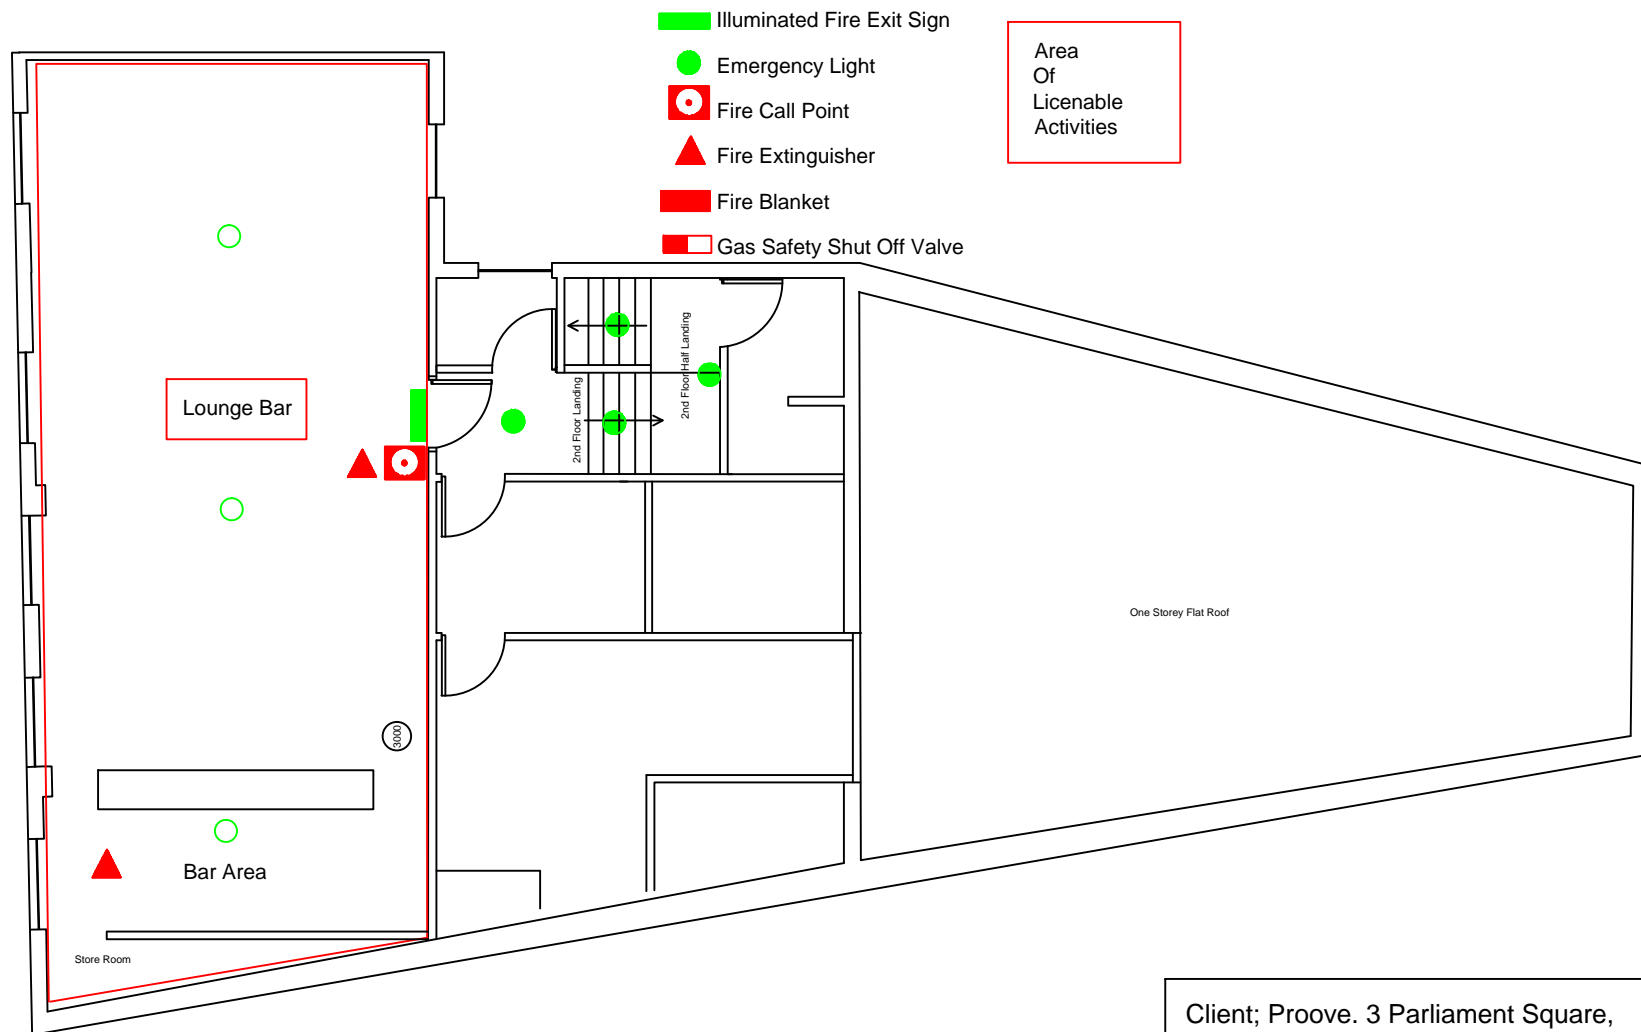 Illuminated Fire Exit Sign
Emergency Light
Fire Call Point
Fire Extinguisher
Fire Blanket
Gas Safety Shut Off Valve
Area
Of
Licenable
Activities
Lounge Bar
2nd Floor Landing
2nd Floor Half Landing
One Storey Flat Roof
3000
Bar Area
Store Room
Client; Proove. 3 Parliament Square,